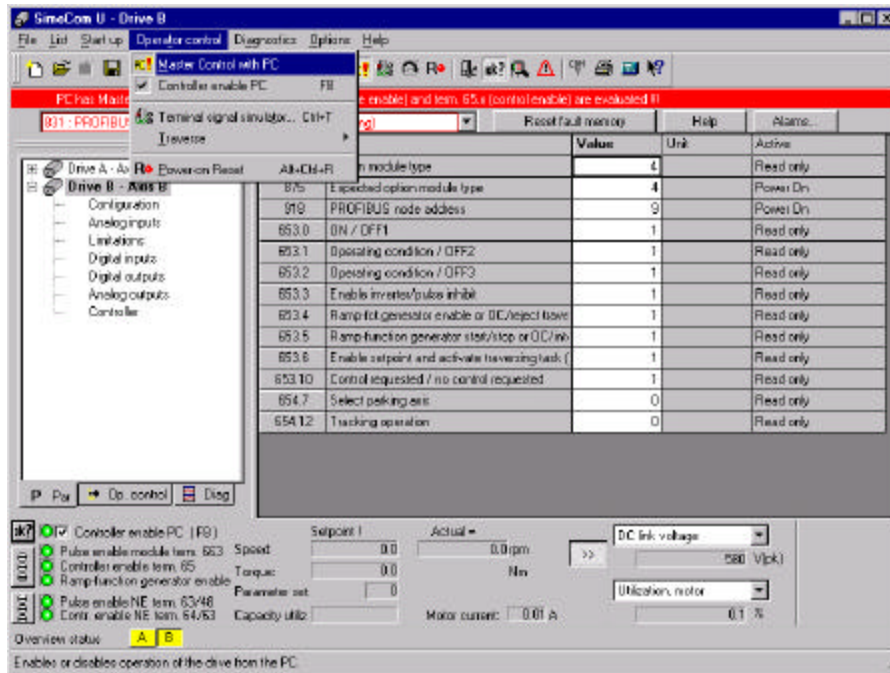 SimoCom U - Drive B
File List Start up Operator control Diagnostics Options Help
Master Control with PC
Controller enable PC F8
PC has Maste e enable) and term. 65.x (control enable) are evaluated !!!
Terminal signal simulator... Ctrl+T
831 : PROFIBU ng) Reset fault memory Help Alarms...
Traverse
Value Unit Active
Power-on Reset Alt+Ctrl+R
Drive A - Ax n module type 4 Read only
Drive B - Axis B 875 Expected option module type 4 Power On
Configuration 918 PROFIBUS node address 9 Power On
Analog inputs 653.0 ON / OFF1 1 Read only
Limitations 653.1 Operating condition / OFF2 1 Read only
Digital inputs 653.2 Operating condition / OFF3 1 Read only
Digital outputs 653.3 Enable inverter/pulse inhibit 1 Read only
Analog outputs 653.4 Ramp-fct generator enable or OC/reject trave 1 Read only
Controller 653.5 Ramp-function generator start/stop or OC/int 1 Read only
653.6 Enable setpoint and activate traversing task ( 1 Read only
653.10 Control requested / no control requested 1 Read only
654.7 Select parking axis 0 Read only
654.12 Tracking operation 0 Read only
P Par Op. control Diag
ok? Controller enable PC Setpoint ! Actual = DC link voltage
Pulse enable module term. 663 Speed: 0.0 0.0 rpm >> 580 V(pk.)
Controller enable term. 65 Torque: 0.0 Nm
Ramp-function generator enable Parameter set 0 Utilization, motor
Pulse enable NE term. 63/48
Contr. enable NE term. 64/63 Capacity utiliz Motor current: 0.01 A 0.1 %
Overview status A B
Enables or disables operation of the drive from the PC.